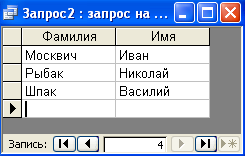 Запрос2 : запрос на ...
Фамилия Имя
Москвич Иван
Рыбак Николай
Шпак Василий
Запись: 4